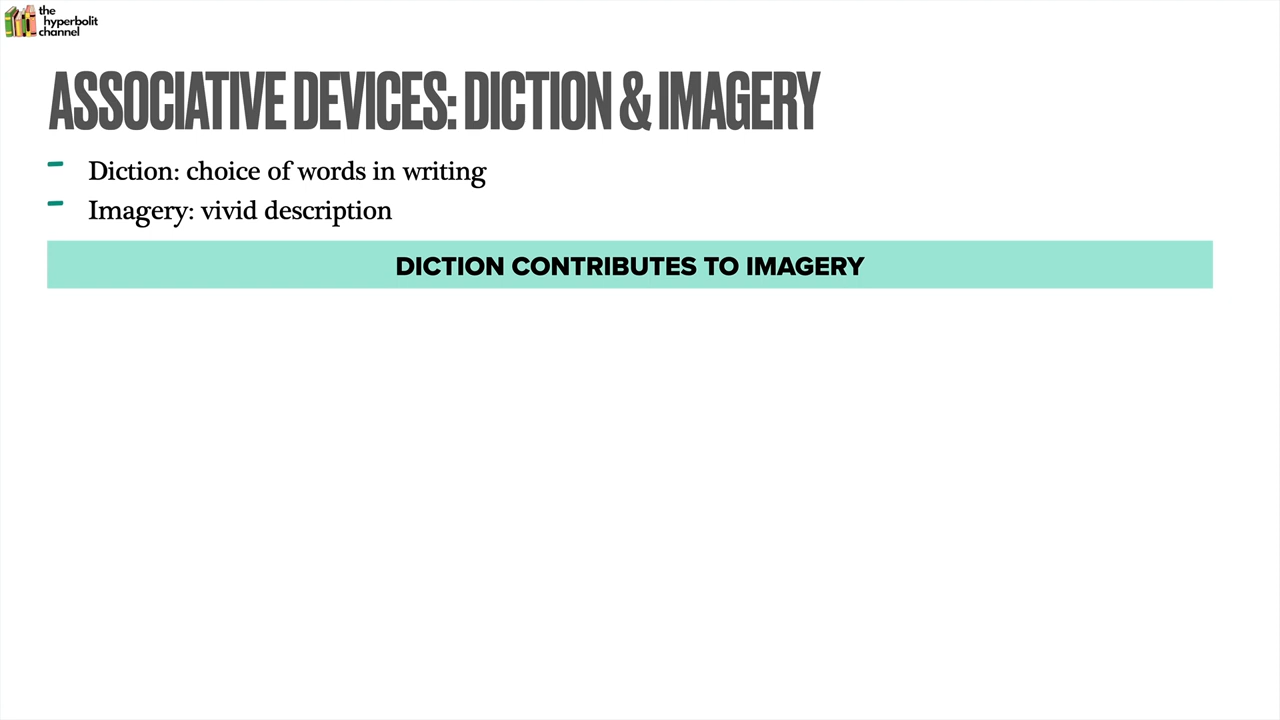 the
hyperbolit
channel
ASSOCIATIVE DEVICES: DICTION & IMAGERY
- Diction: choice of words in writing
- Imagery: vivid description
DICTION CONTRIBUTES TO IMAGERY